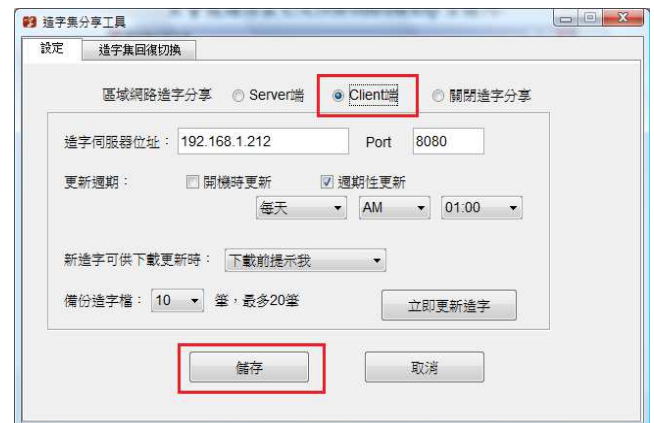 造字集分享工具
設定 造字集回復切換
區域網路造字分享 Server端 Client端 關閉造字分享
造字伺服器位址： 192.168.1.212 Port 8080
更新週期： 開機時更新 週期性更新
每天 AM 01:00
新造字可供下載更新時： 下載前提示我
備份造字檔： 10 筆，最多20筆 立即更新造字
儲存 取消